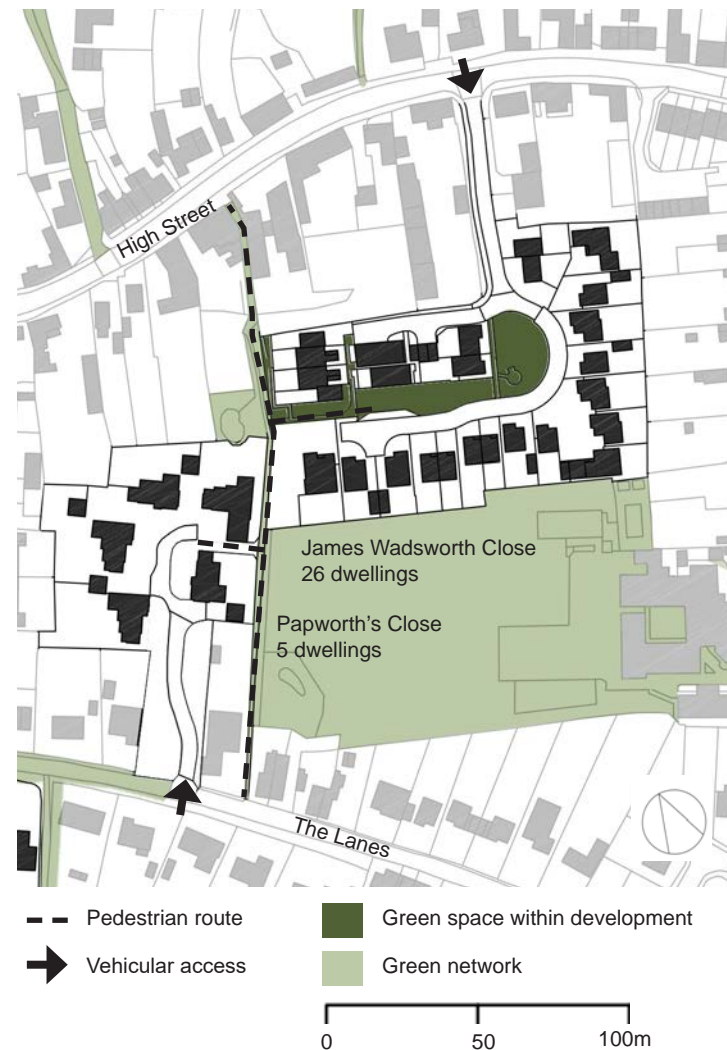 High Street
James Wadsworth Close
26 dwellings
Papworth's Close
5 dwellings
The Lanes
Pedestrian route
Green space within development
Vehicular access
Green network
0 50 100m